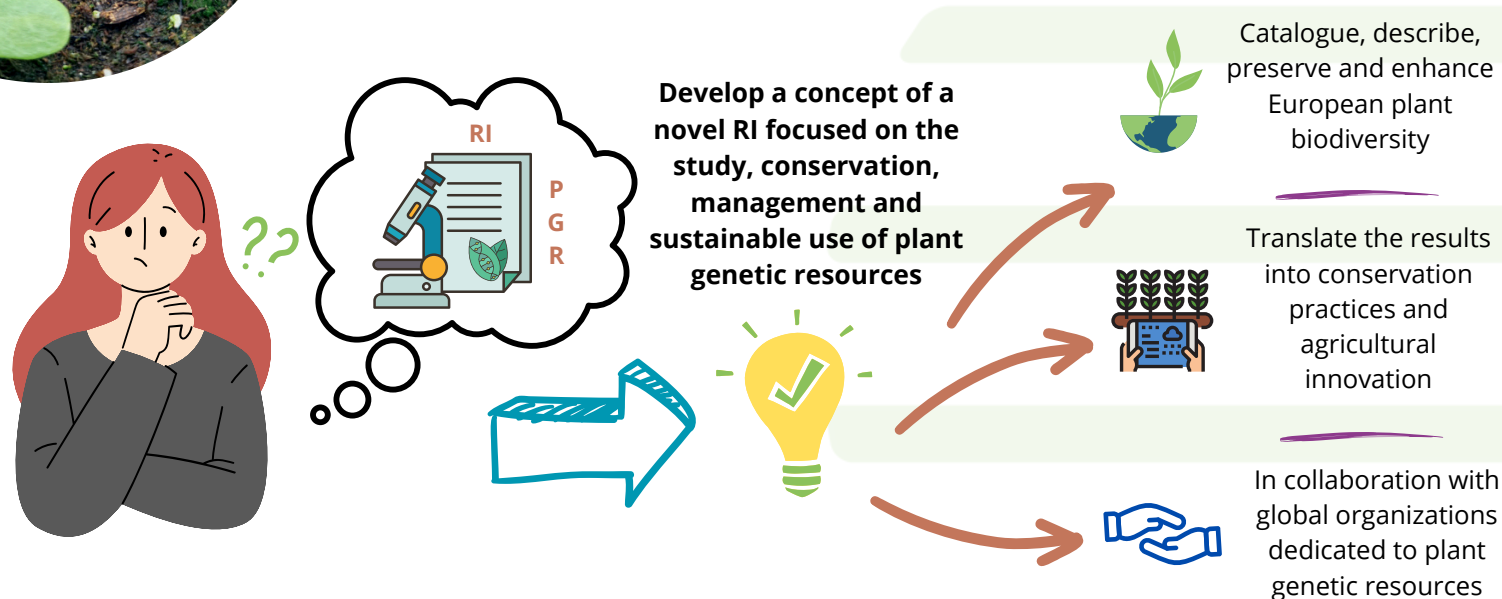 ??
RI
P
G
R
Develop a concept of a
novel RI focused on the
study, conservation,
management and
sustainable use of plant
genetic resources
Catalogue, describe,
preserve and enhance
European plant
biodiversity
Translate the results
into conservation
practices and
agricultural
innovation
In collaboration with
global organizations
dedicated to plant
genetic resources